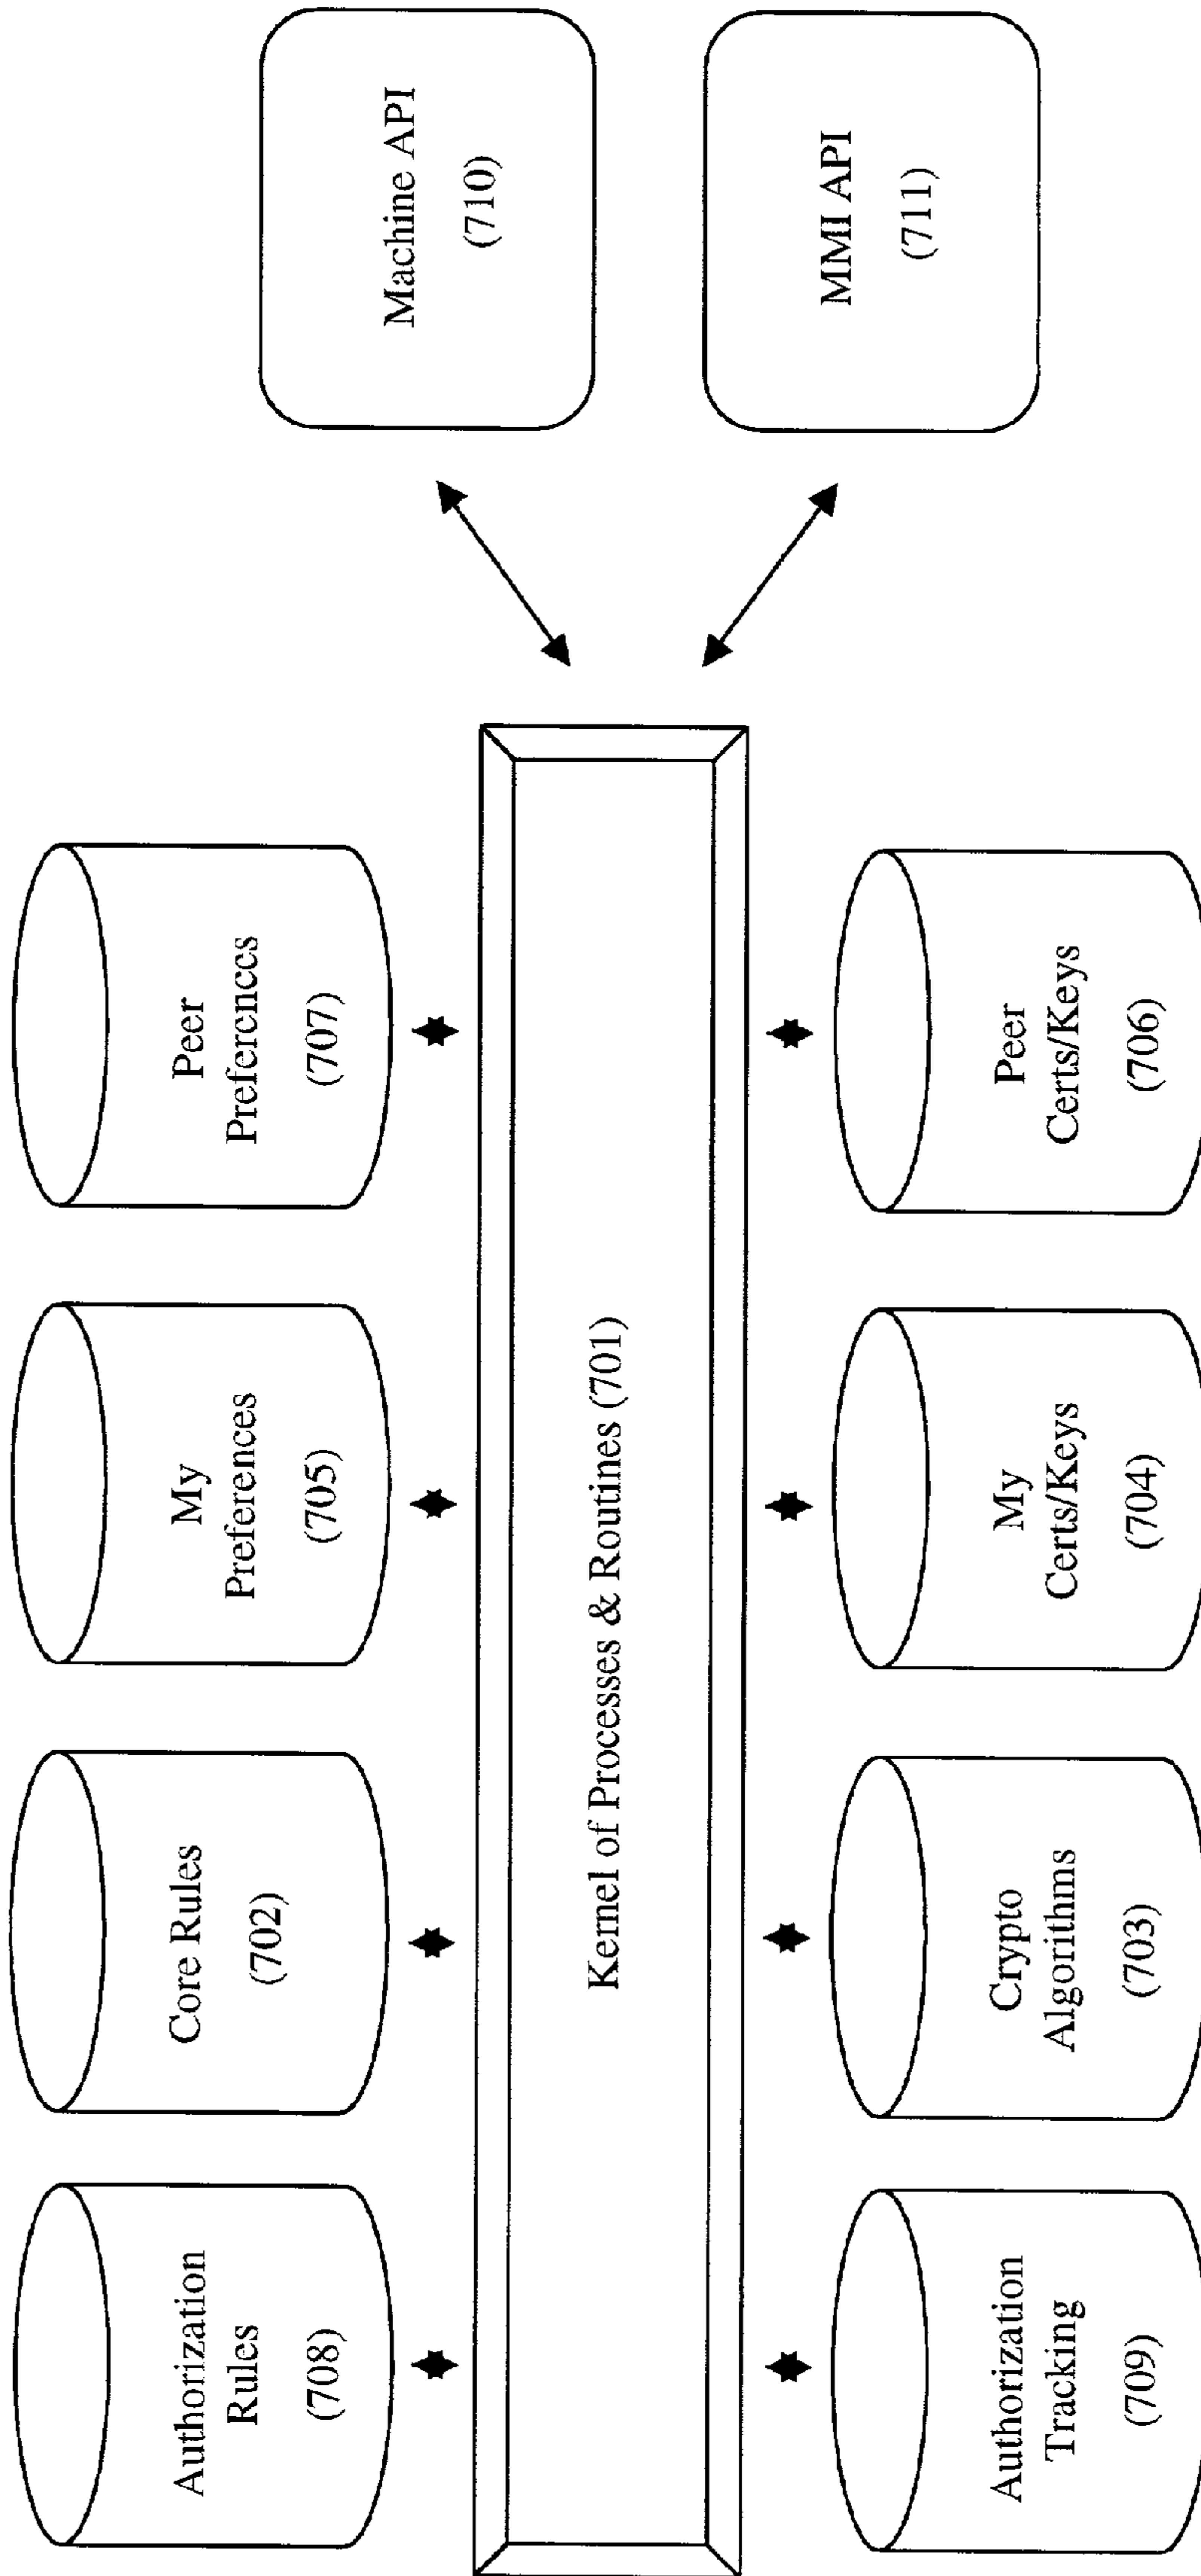 Authorization
Rules
(708)
Core Rules
(702)
My
Preferences
(705)
Peer
Preferences
(707)
Kernel of Processes & Routines (701)
Machine API
(710)
MMI API
(711)
Authorization
Tracking
(709)
Crypto
Algorithms
(703)
My
Certs/Keys
(704)
Peer
Certs/Keys
(706)